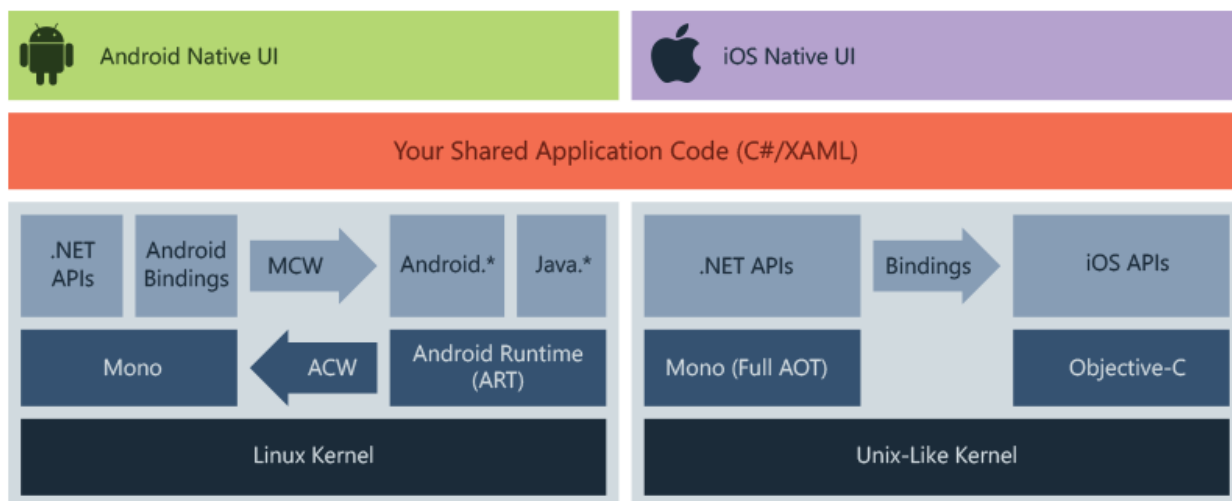 Android Native UI
iOS Native UI
Your Shared Application Code (C#/XAML)
.NET
APIs
Android
Bindings
MCW
Android.*
Java.*
.NET APIs
Bindings
iOS APIs
Mono
ACW
Android Runtime
(ART)
Mono (Full AOT)
Objective-C
Linux Kernel
Unix-Like Kernel